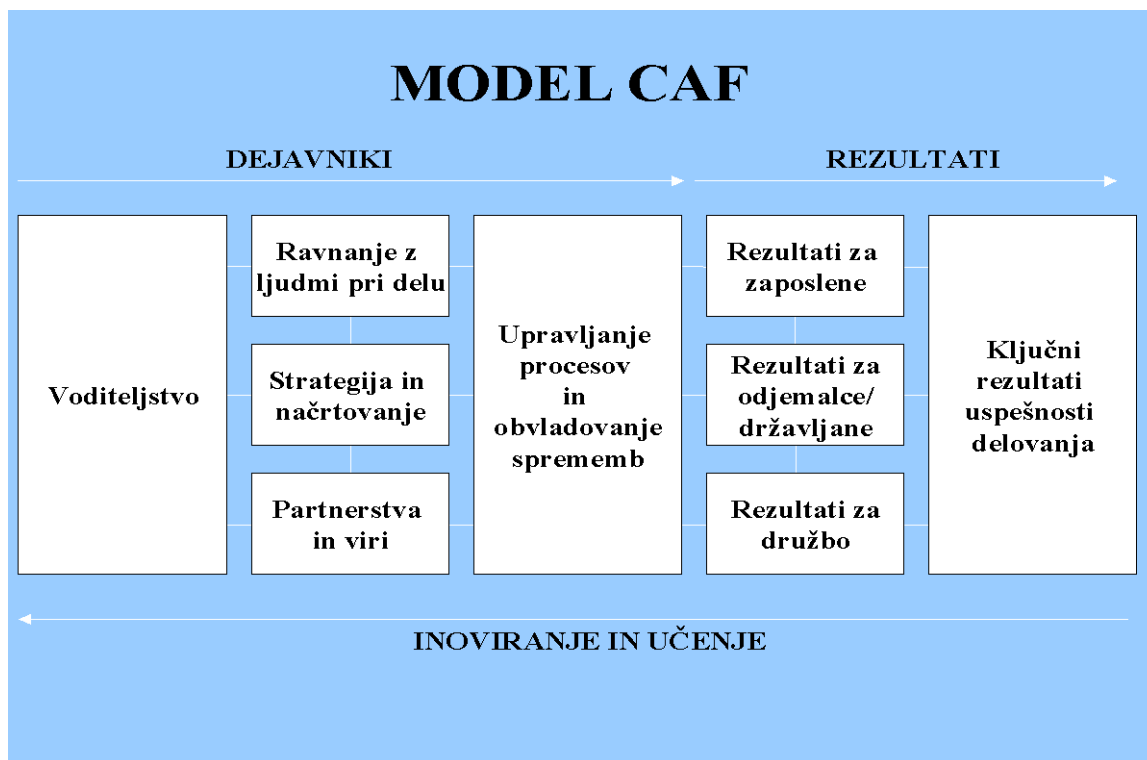 MODEL CAF
DEJAVNIKI
REZULTATI
Voditeljstvo
Ravnanje z
ljudmi pri delu
Strategija in
načrtovanje
Partnerstva
in viri
Upravljanje
procesov
in
obvladovanje
sprememb
Rezultati za
zaposlene
Rezultati za
odjemalce/
državljane
Rezultati za
družbo
Ključni
rezultati
uspešnosti
delovanja
INOVIRANJE IN UČENJE